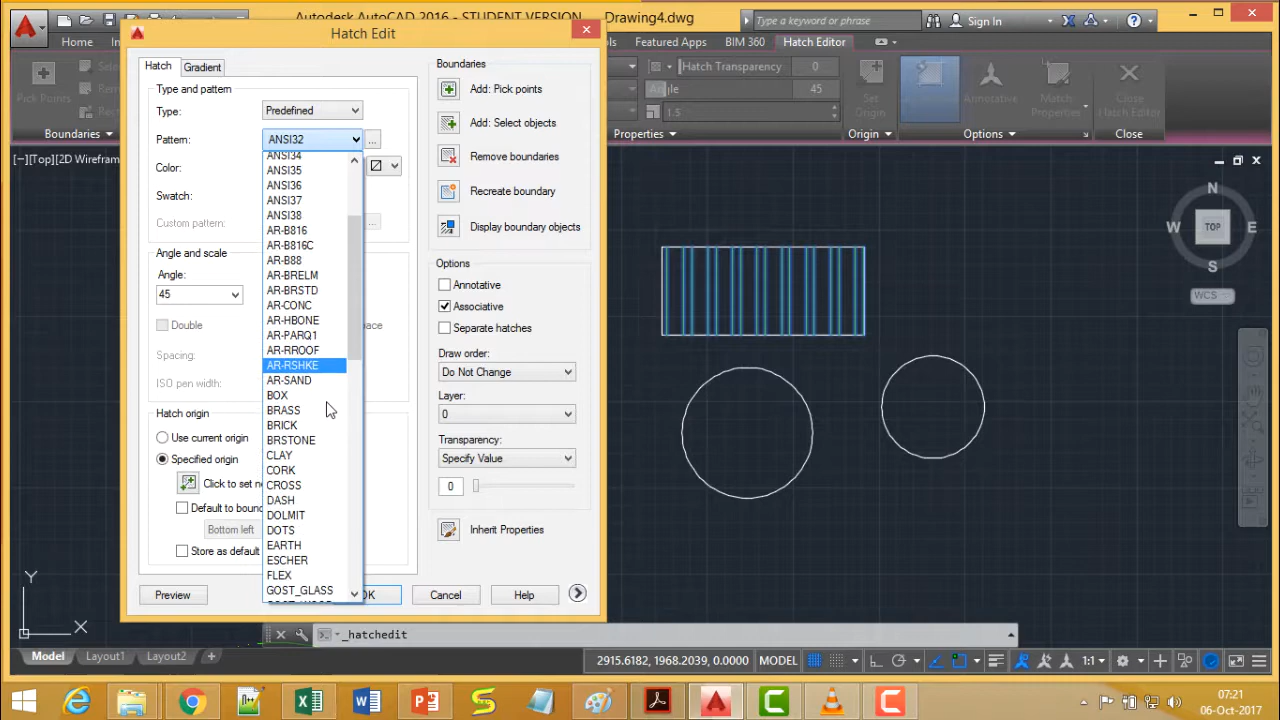 Autodesk AutoCAD 2016 - STUDENT VERSION Drawing4.dwg
Type a keyword or phrase
Sign In
Hatch Edit
Home
Featured Apps
BIM 360
Hatch Editor
Hatch
Gradient
Type and pattern
Type:
Predefined
Pattern:
ANSI32
Color:
Swatch:
Custom pattern:
ANSI34
ANSI35
ANSI36
ANSI37
ANSI38
AR-B816
AR-B816C
AR-B88
AR-BRELM
AR-BRSTD
AR-CONC
AR-HBONE
AR-PARQ1
AR-RROOF
AR-RSHKE
AR-SAND
BOX
BRASS
BRICK
BRSTONE
CLAY
CORK
CROSS
DASH
DOLMIT
DOTS
EARTH
ESCHER
FLEX
GOST_GLASS
Angle and scale
Angle:
45
Double
Spacing:
ISO pen width:
Hatch origin
Use current origin
Specified origin
Click to set
Default to
Bottom left
Store as default
Preview
OK
Cancel
Help
Boundaries
Add: Pick points
Add: Select objects
Remove boundaries
Recreate boundary
Display boundary objects
Options
Annotative
Associative
Separate hatches
Draw order:
Do Not Change
Layer:
0
Transparency:
Specify Value
0
Inherit Properties
Pick Points
Boundaries
Hatch Transparency 0
Angle 45
1.5
Properties
Set Origin
Origin
Annotative
Match Properties
Options
Close Hatch Editor
Close
[−][Top][2D Wirefram
N
W TOP E
S
WCS
Y
X
_hatchedit
Model
Layout1
Layout2
+
2915.6182, 1968.2039, 0.0000
MODEL
1:1
07:21
06-Oct-2017